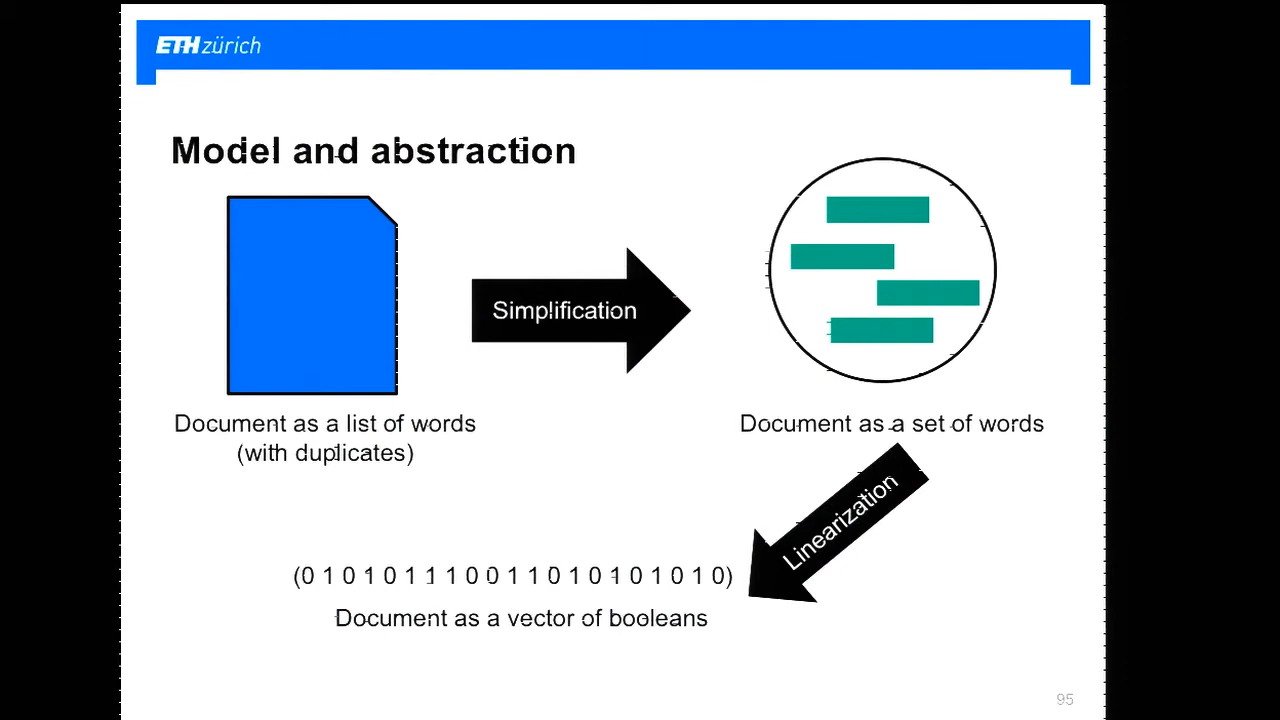 ETH zürich
Model and abstraction
Simplification
Document as a list of words
(with duplicates)
Document as a set of words
Linearization
(0 1 0 1 0 1 1 1 0 0 1 1 0 1 0 1 0 1 0 1 0)
Document as a vector of booleans
95